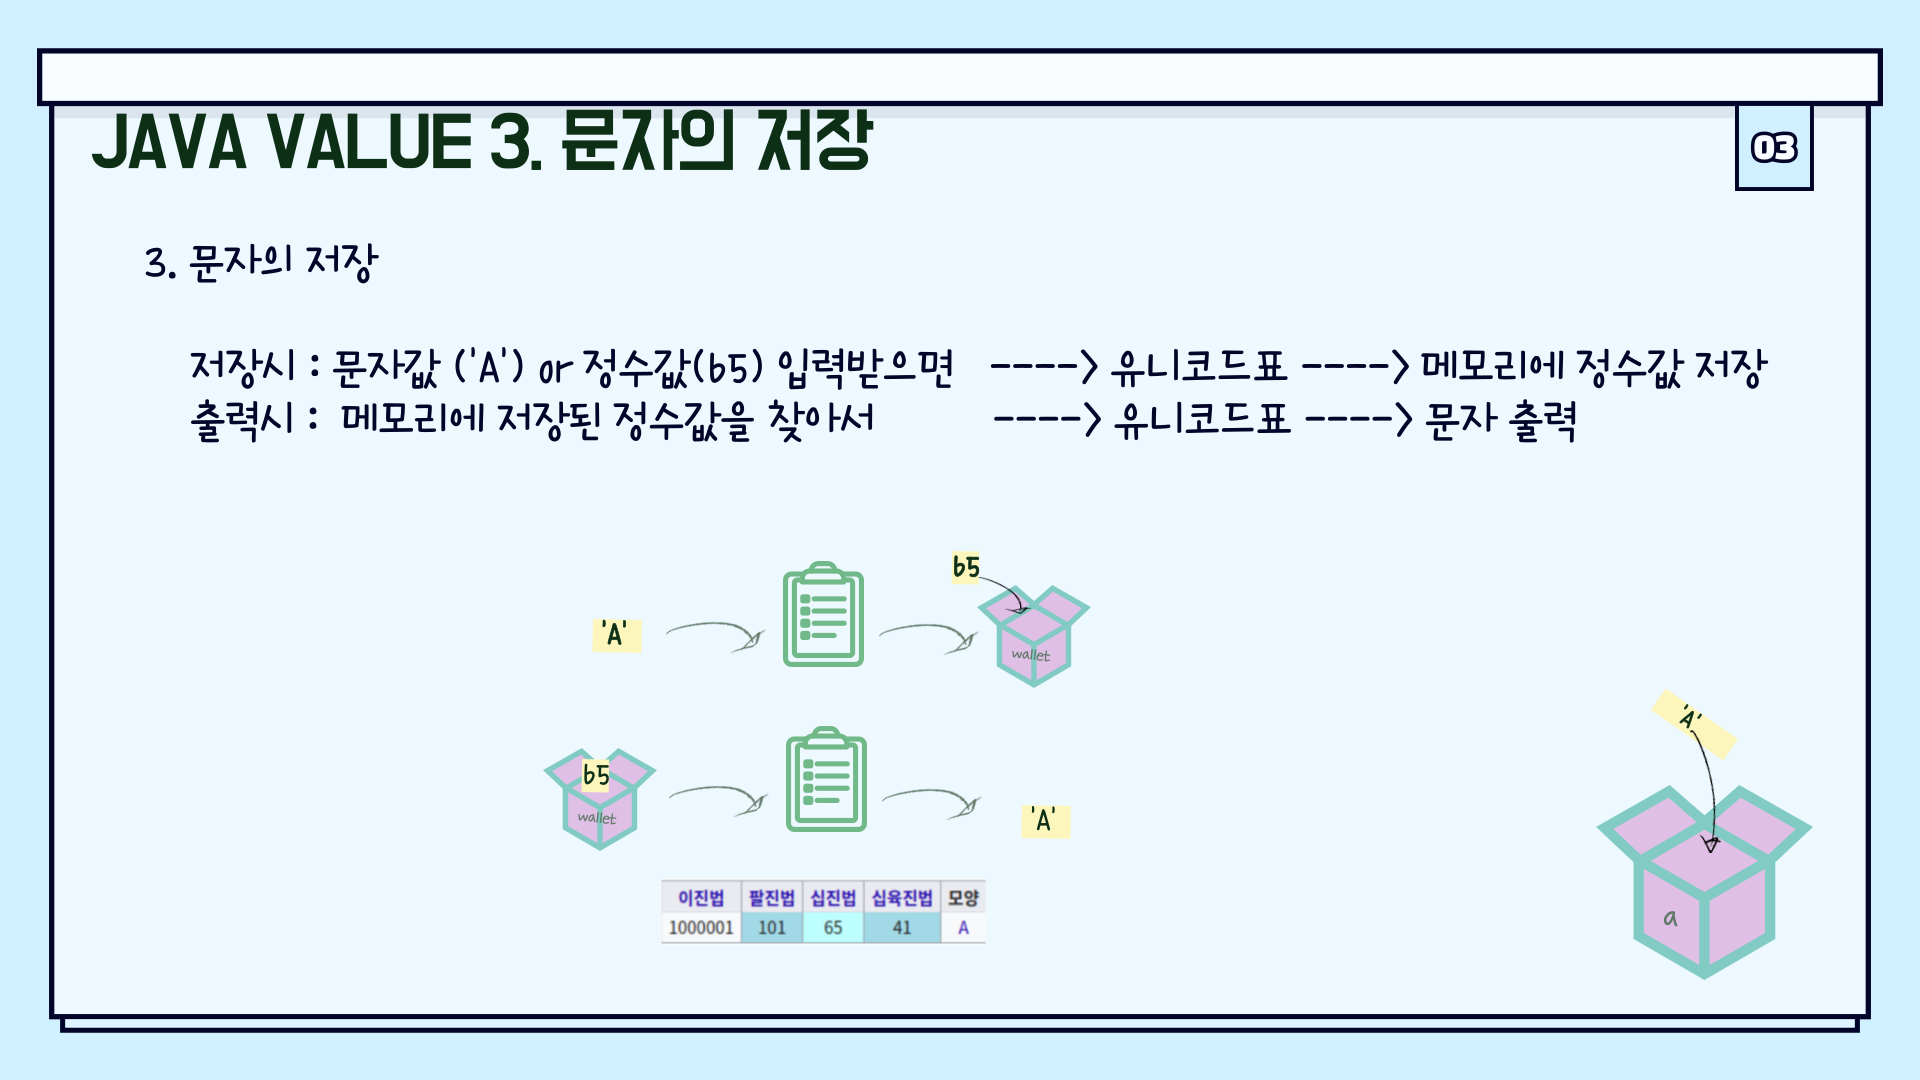 JAVA VALUE 3. 문자의 저장
03
3. 문자의 저장
저장시 : 문자값 ('A') or 정수값(65) 입력받으면 ----> 유니코드표 ----> 메모리에 정수값 저장
출력시 : 메모리에 저장된 정수값을 찾아서 ----> 유니코드표 ----> 문자 출력
65
'A'
wallet
'A'
65
wallet
'A'
a
이진법 팔진법 십진법 십육진법 모양
1000001 101 65 41 A